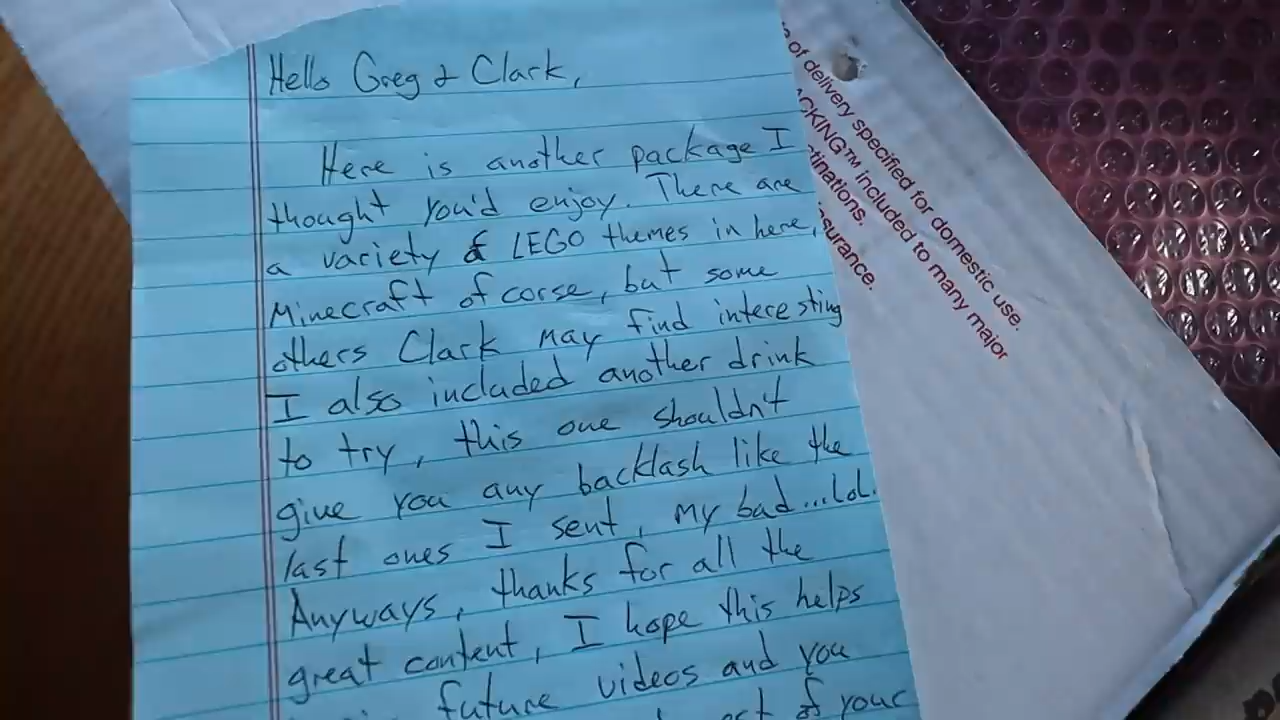 Hello Greg & Clark,
Here is another package I
thought you'd enjoy. There are
a variety of LEGO themes in here,
Minecraft of corse, but some
others Clark may find interesting
I also included another drink
to try, this one shouldn't
give you any backlash like the
last ones I sent, my bad...lol.
Anyways, thanks for all the
great content, I hope this helps
future videos and you
of your
of delivery specified for domestic use.
CKING™ included to many major
tinations.
surance.